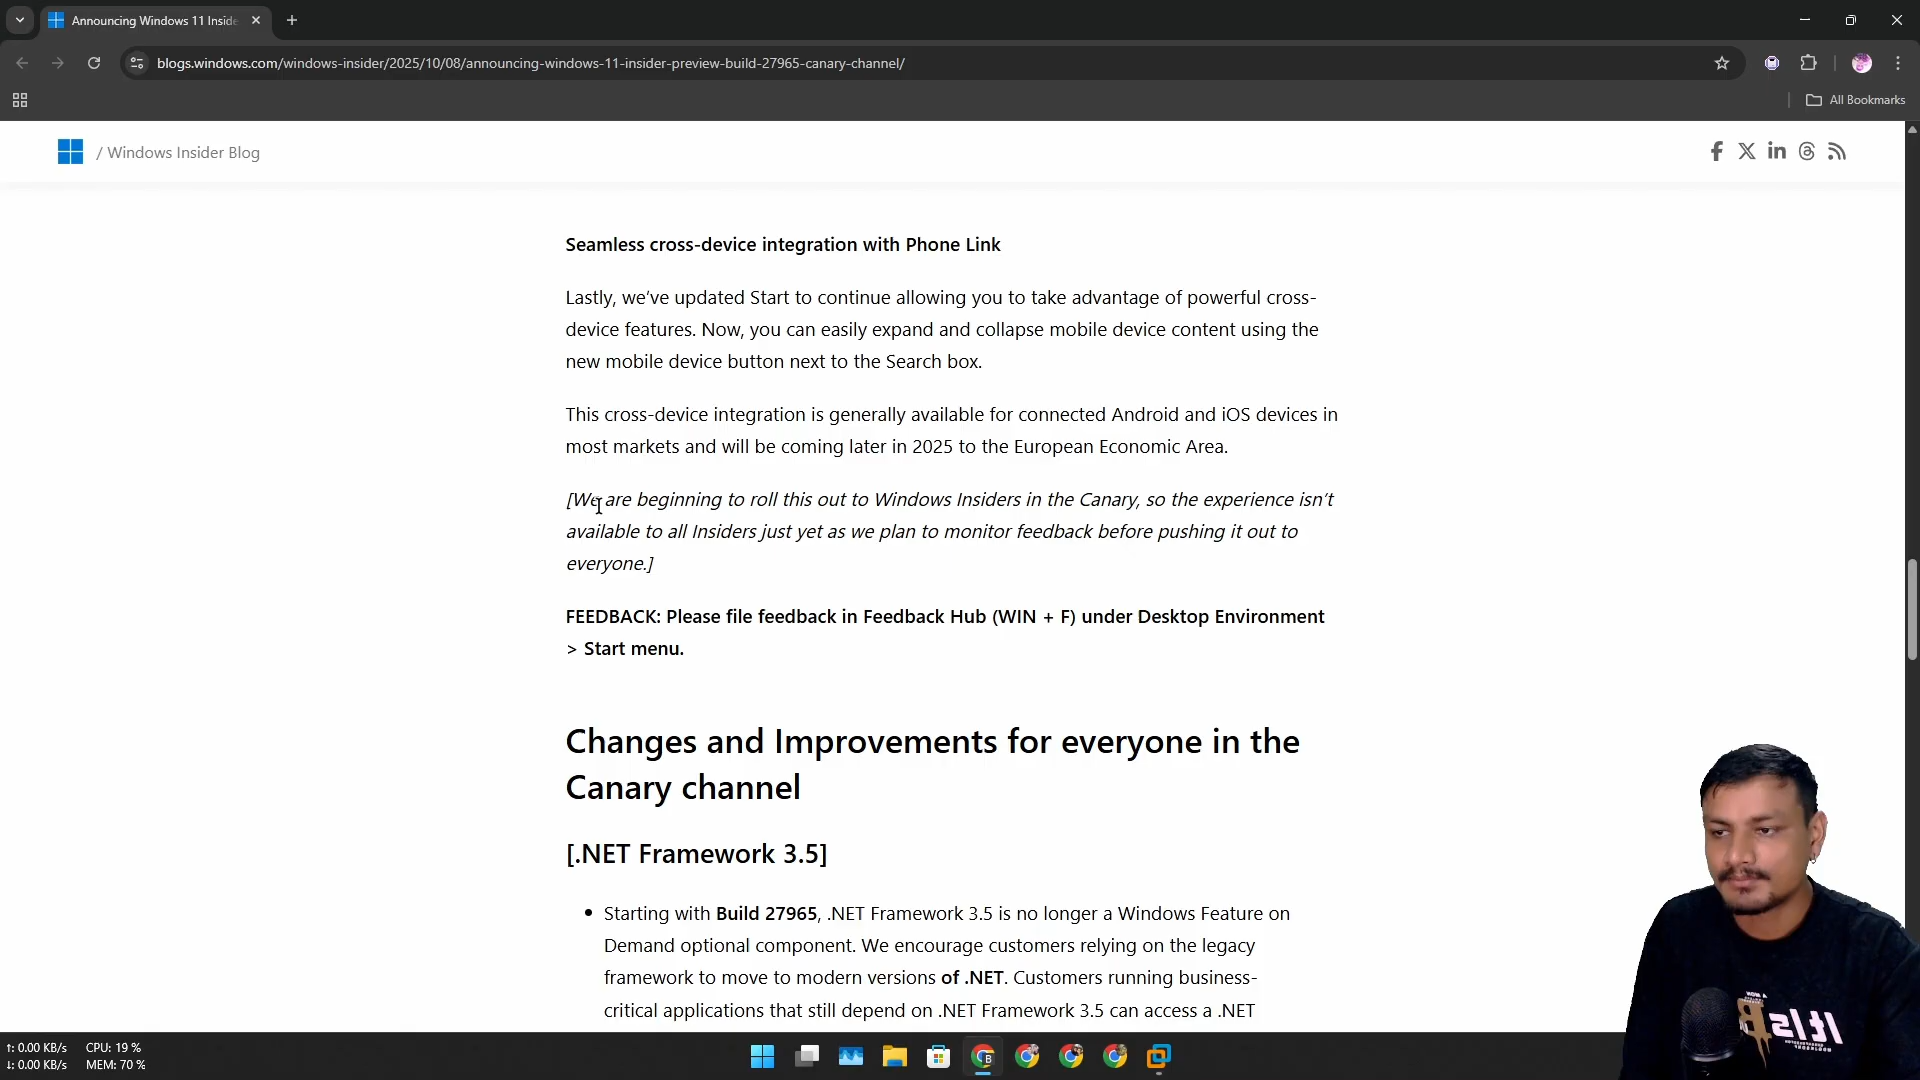 Announcing Windows 11 Inside
blogs.windows.com/windows-insider/2025/10/08/announcing-windows-11-insider-preview-build-27965-canary-channel/
All Bookmarks
/ Windows Insider Blog
Seamless cross-device integration with Phone Link
Lastly, we’ve updated Start to continue allowing you to take advantage of powerful cross-
device features. Now, you can easily expand and collapse mobile device content using the
new mobile device button next to the Search box.
This cross-device integration is generally available for connected Android and iOS devices in
most markets and will be coming later in 2025 to the European Economic Area.
[We are beginning to roll this out to Windows Insiders in the Canary, so the experience isn’t
available to all Insiders just yet as we plan to monitor feedback before pushing it out to
everyone.]
FEEDBACK: Please file feedback in Feedback Hub (WIN + F) under Desktop Environment
> Start menu.
Changes and Improvements for everyone in the
Canary channel
[.NET Framework 3.5]
• Starting with Build 27965, .NET Framework 3.5 is no longer a Windows Feature on
Demand optional component. We encourage customers relying on the legacy
framework to move to modern versions of .NET. Customers running business-
critical applications that still depend on .NET Framework 3.5 can access a .NET
↑: 0.00 KB/s CPU: 19 %
↓: 0.00 KB/s MEM: 70 %